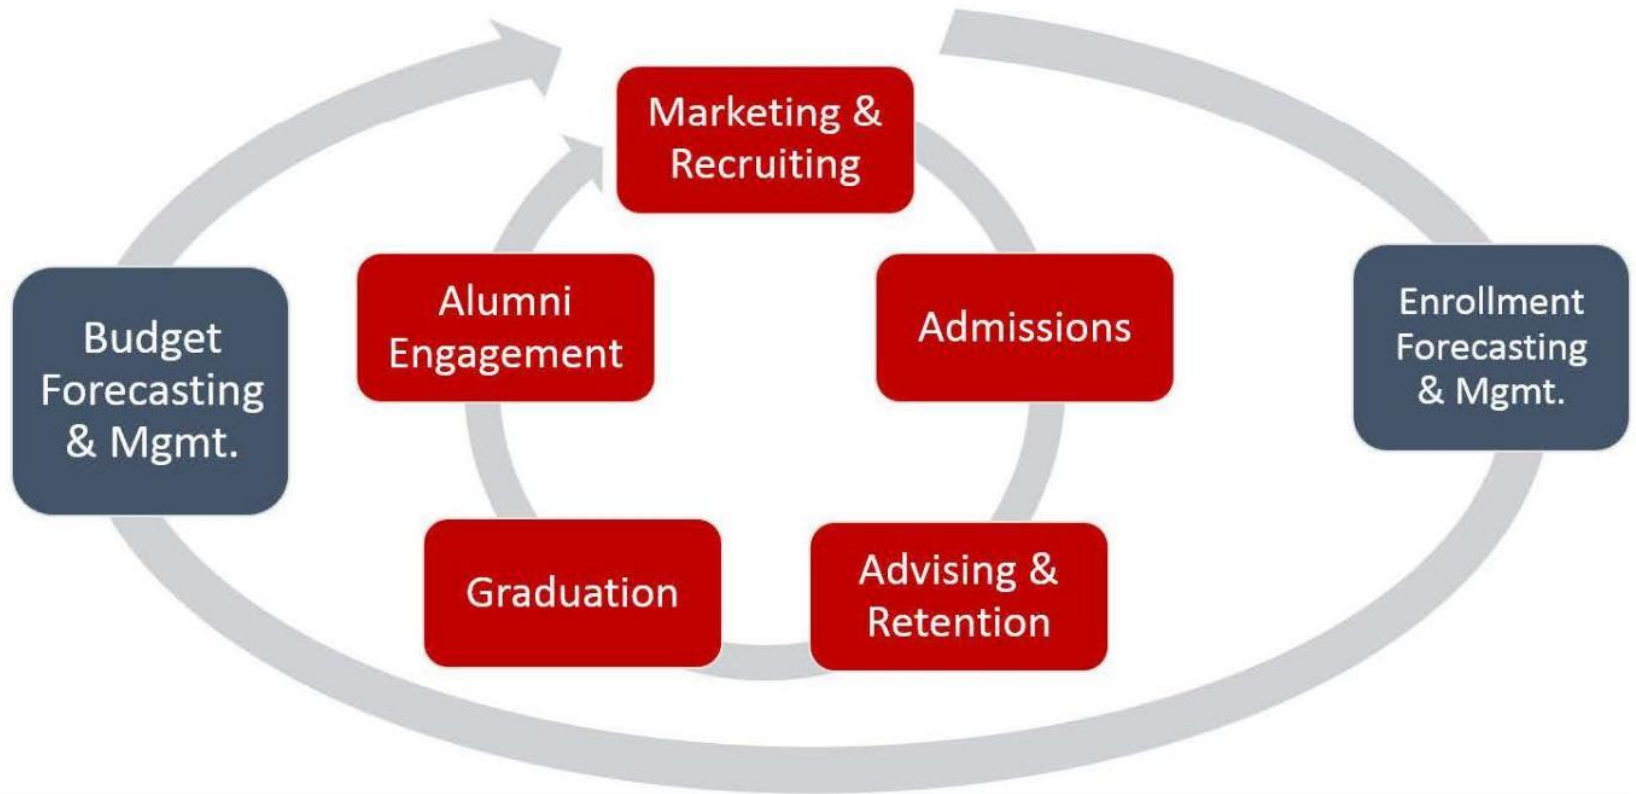 Marketing &
Recruiting
Admissions
Advising &
Retention
Graduation
Alumni
Engagement
Enrollment
Forecasting
& Mgmt.
Budget
Forecasting
& Mgmt.